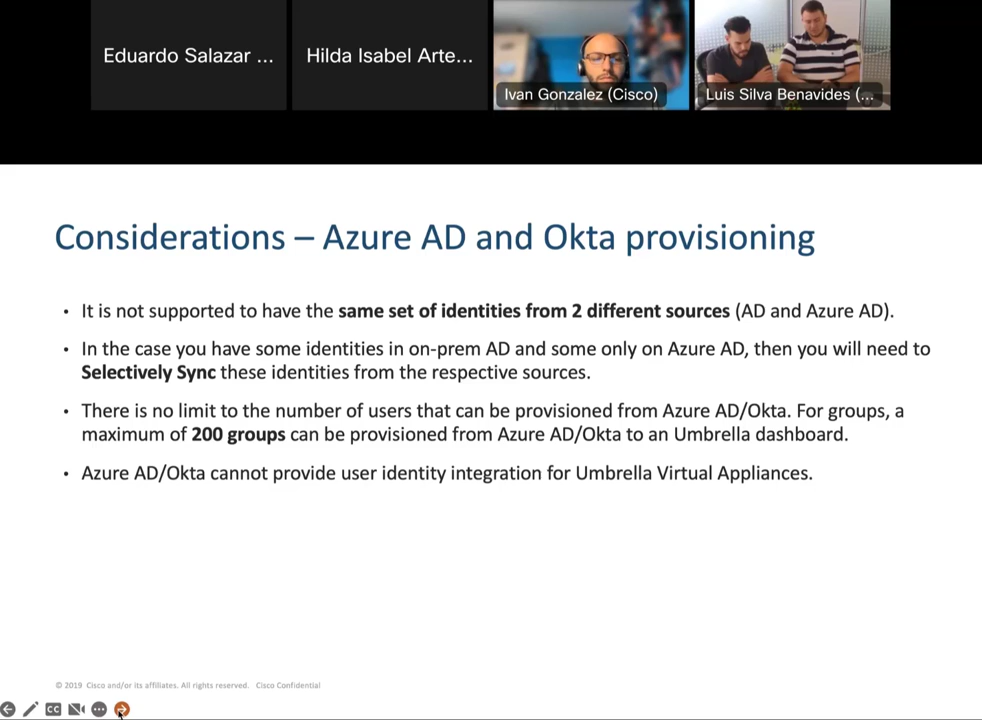 Eduardo Salazar ...
Hilda Isabel Arte...
Ivan Gonzalez (Cisco)
Luis Silva Benavides (...
Considerations – Azure AD and Okta provisioning
• It is not supported to have the same set of identities from 2 different sources (AD and Azure AD).
• In the case you have some identities in on-prem AD and some only on Azure AD, then you will need to
Selectively Sync these identities from the respective sources.
• There is no limit to the number of users that can be provisioned from Azure AD/Okta. For groups, a
maximum of 200 groups can be provisioned from Azure AD/Okta to an Umbrella dashboard.
• Azure AD/Okta cannot provide user identity integration for Umbrella Virtual Appliances.
© 2019 Cisco and/or its affiliates. All rights reserved. Cisco Confidential
CC